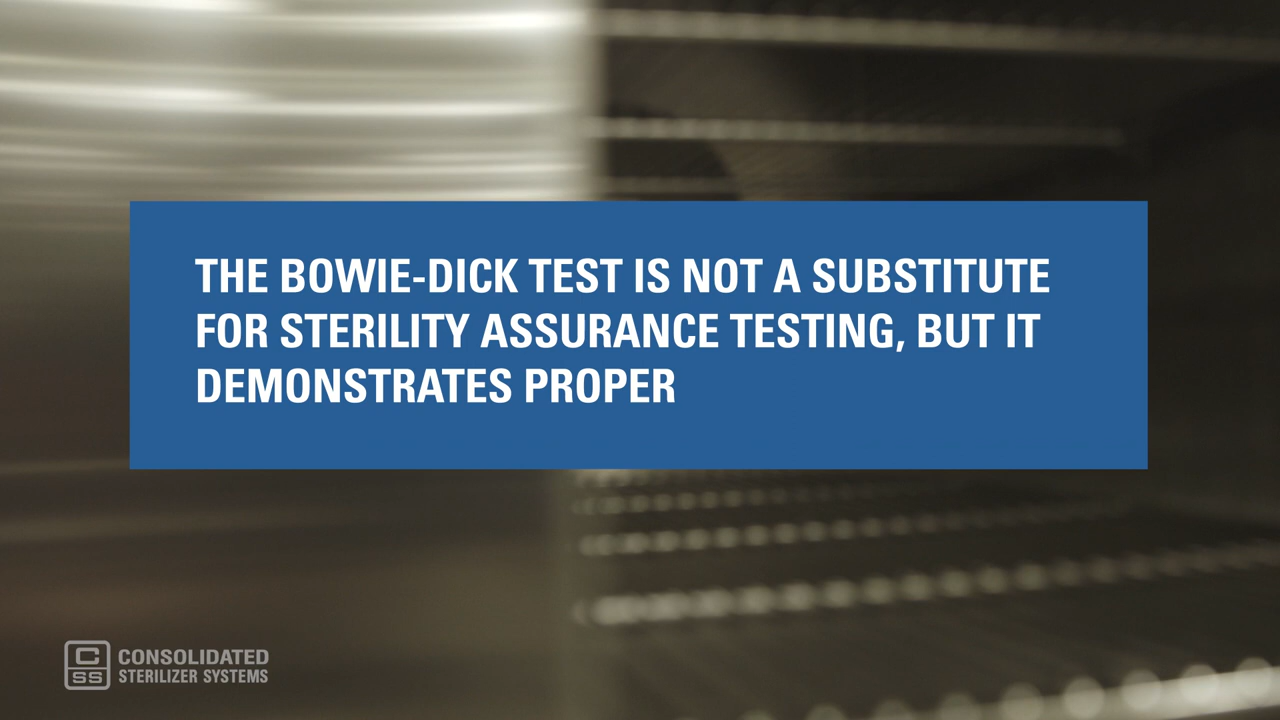 THE BOWIE-DICK TEST IS NOT A SUBSTITUTE
FOR STERILITY ASSURANCE TESTING, BUT IT
DEMONSTRATES PROPER
CSS CONSOLIDATED
STERILIZER SYSTEMS